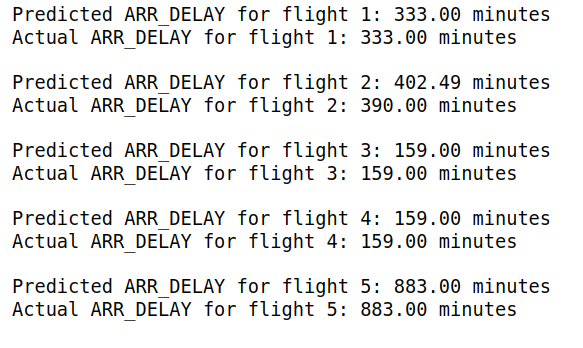 Predicted ARR_DELAY for flight 1: 333.00 minutes
Actual ARR_DELAY for flight 1: 333.00 minutes
Predicted ARR_DELAY for flight 2: 402.49 minutes
Actual ARR_DELAY for flight 2: 390.00 minutes
Predicted ARR_DELAY for flight 3: 159.00 minutes
Actual ARR_DELAY for flight 3: 159.00 minutes
Predicted ARR_DELAY for flight 4: 159.00 minutes
Actual ARR_DELAY for flight 4: 159.00 minutes
Predicted ARR_DELAY for flight 5: 883.00 minutes
Actual ARR_DELAY for flight 5: 883.00 minutes